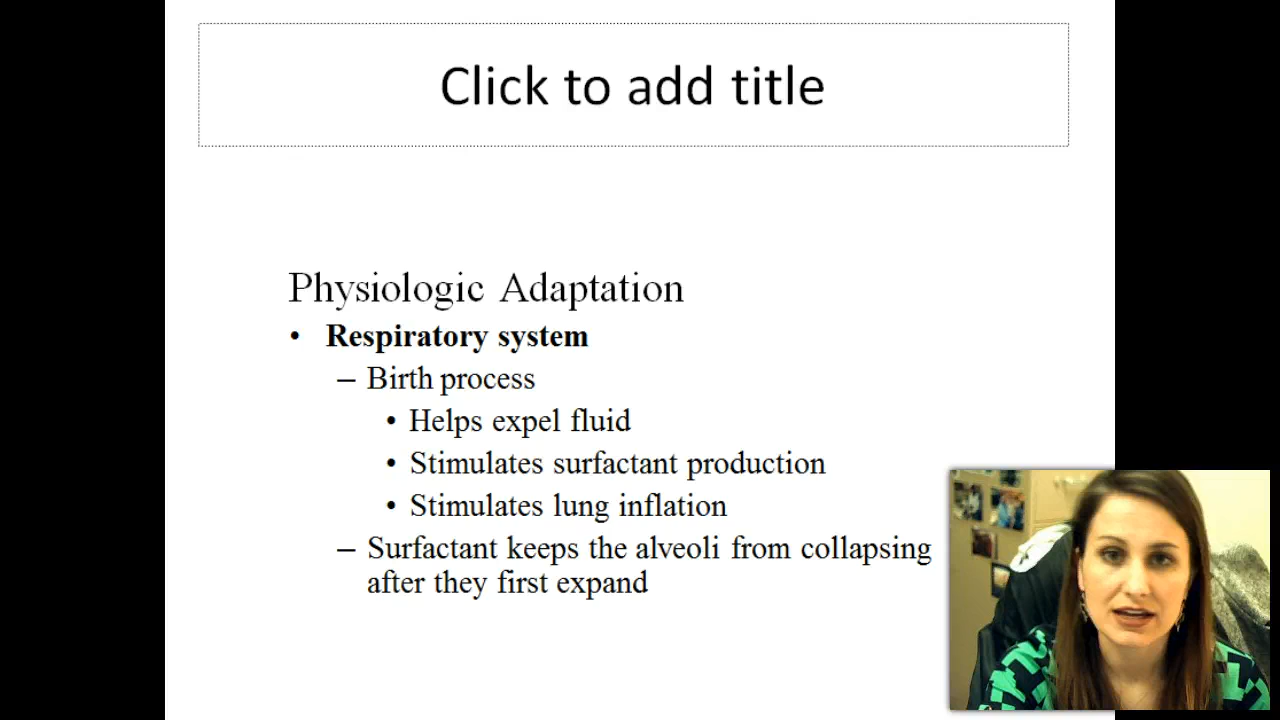 Click to add title
Physiologic Adaptation
• Respiratory system
– Birth process
• Helps expel fluid
• Stimulates surfactant production
• Stimulates lung inflation
– Surfactant keeps the alveoli from collapsing
after they first expand